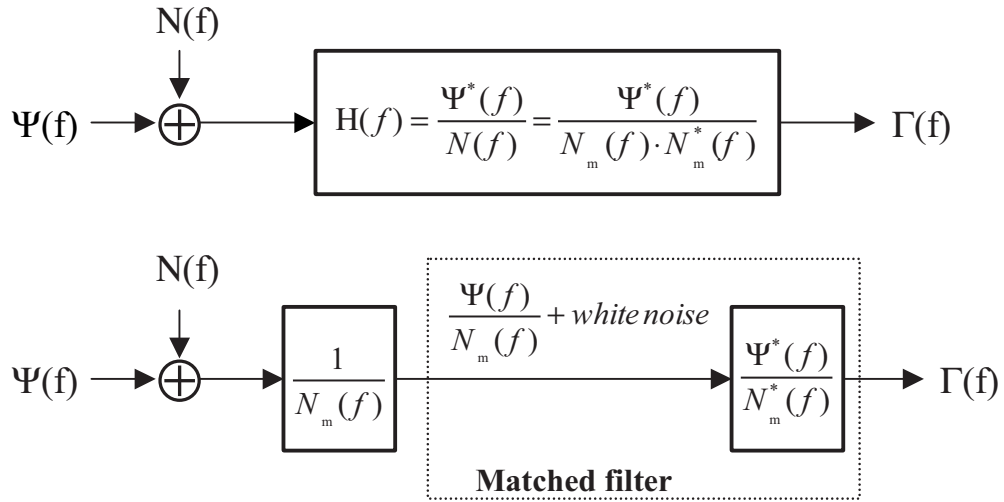 N(f)
Ψ(f)
H(f) = Ψ*(f) / N(f) = Ψ*(f) / N_m(f)·N*_m(f)
Γ(f)
N(f)
Ψ(f)
1 / N_m(f)
Ψ(f) / N_m(f) + white noise
Ψ*(f) / N*_m(f)
Γ(f)
Matched filter